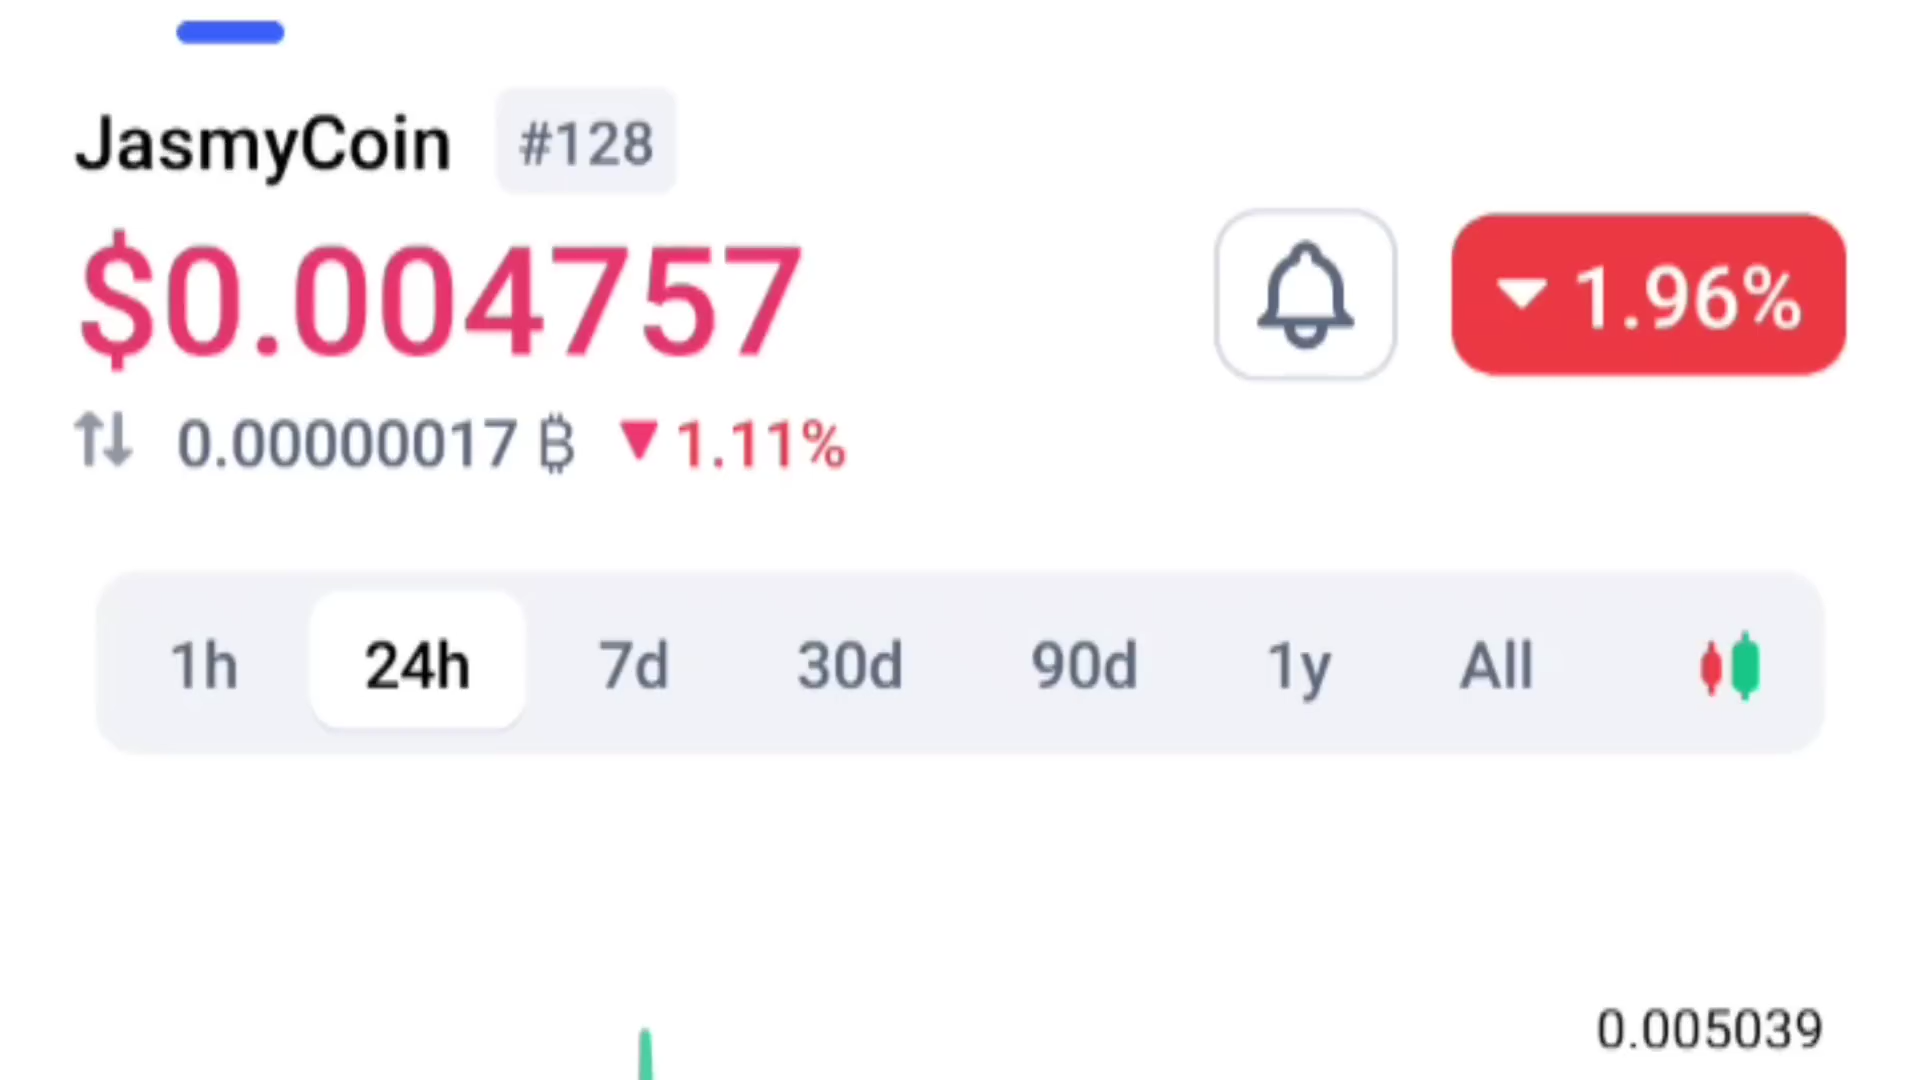 JasmyCoin #128
$0.004757
1.96%
0.00000017 ₿ 1.11%
1h 24h 7d 30d 90d 1y All
0.005039